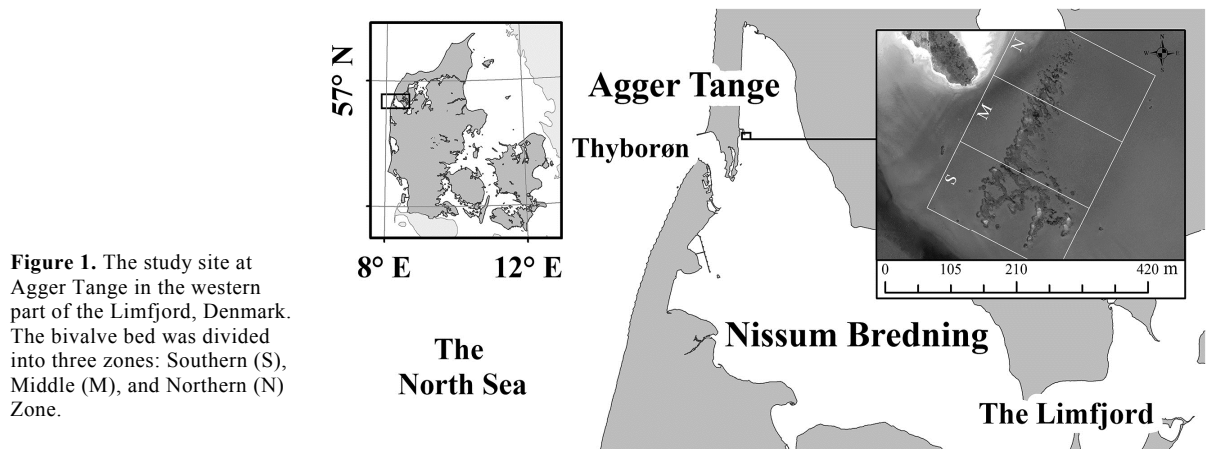 Figure 1. The study site at
Agger Tange in the western
part of the Limfjord, Denmark.
The bivalve bed was divided
into three zones: Southern (S),
Middle (M), and Northern (N)
Zone.
57° N
8° E
12° E
The
North Sea
Agger Tange
Thyborøn
Nissum Bredning
The Limfjord
N
M
S
N
W
E
S
0
105
210
420 m